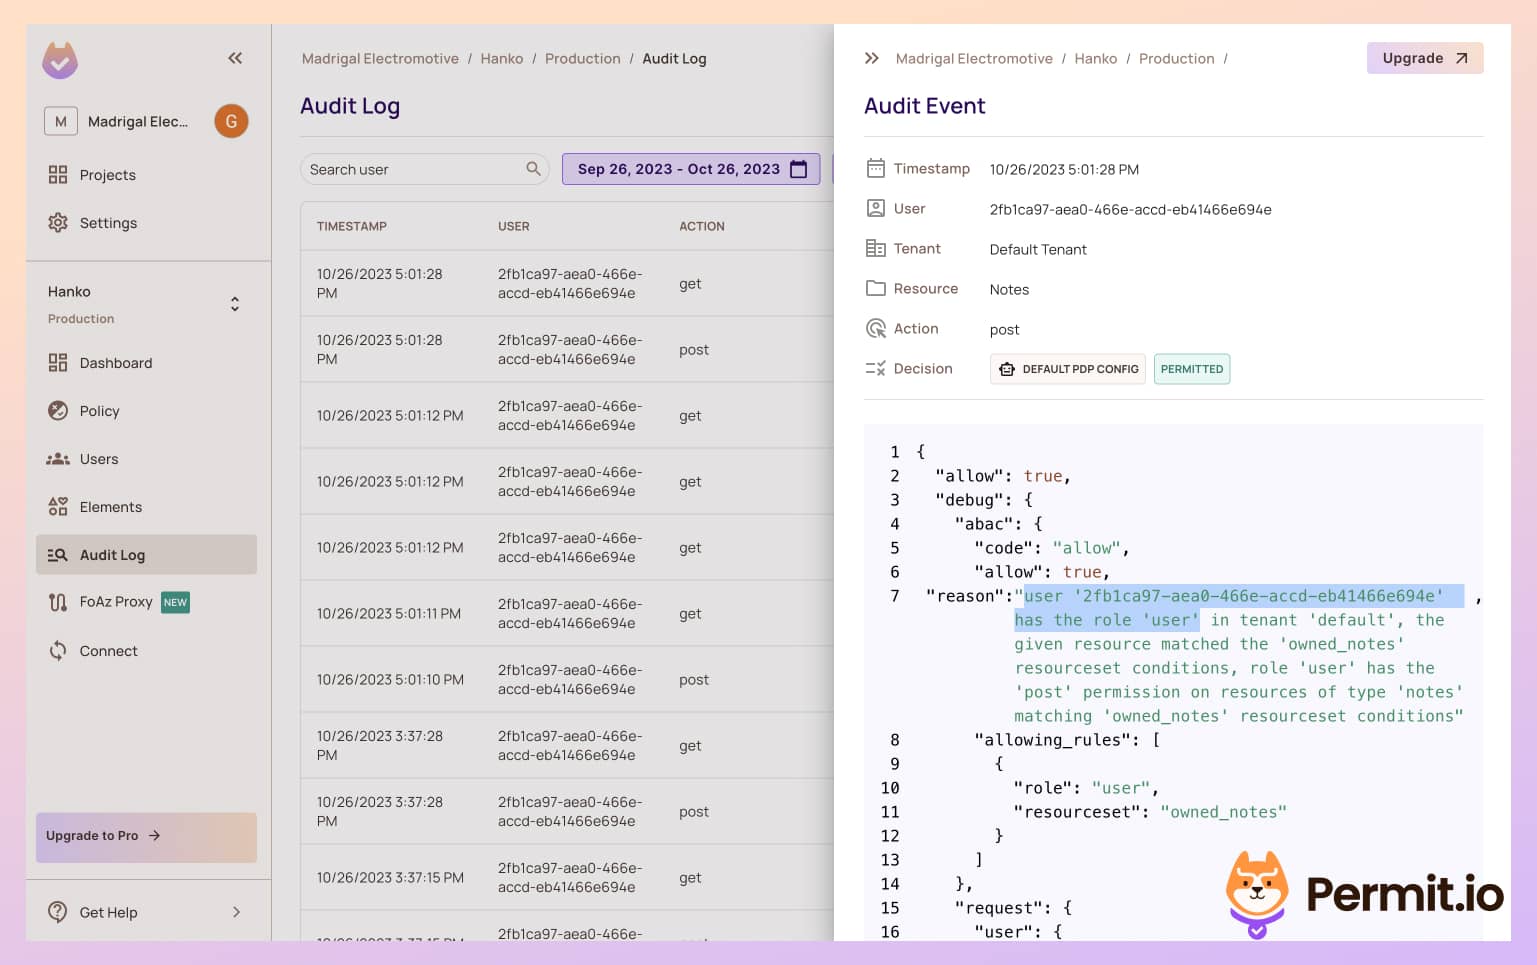 M
Madrigal Elec...
G
Projects
Settings
Hanko
Production
Dashboard
Policy
Users
Elements
Audit Log
FoAz Proxy NEW
Connect
Upgrade to Pro →
Get Help
Madrigal Electromotive / Hanko / Production / Audit Log
Audit Log
Search user
Sep 26, 2023 - Oct 26, 2023
TIMESTAMP USER ACTION
10/26/2023 5:01:28
PM
2fb1ca97-aea0-466e-
accd-eb41466e694e
get
10/26/2023 5:01:28
PM
2fb1ca97-aea0-466e-
accd-eb41466e694e
post
10/26/2023 5:01:12 PM
2fb1ca97-aea0-466e-
accd-eb41466e694e
get
10/26/2023 5:01:12 PM
2fb1ca97-aea0-466e-
accd-eb41466e694e
get
10/26/2023 5:01:12 PM
2fb1ca97-aea0-466e-
accd-eb41466e694e
get
10/26/2023 5:01:11 PM
2fb1ca97-aea0-466e-
accd-eb41466e694e
get
10/26/2023 5:01:10 PM
2fb1ca97-aea0-466e-
accd-eb41466e694e
post
10/26/2023 3:37:28
PM
2fb1ca97-aea0-466e-
accd-eb41466e694e
get
10/26/2023 3:37:28
PM
2fb1ca97-aea0-466e-
accd-eb41466e694e
post
10/26/2023 3:37:15 PM
2fb1ca97-aea0-466e-
accd-eb41466e694e
get
10/26/2023 3:37:15 PM
2fb1ca97-aea0-466e-
Madrigal Electromotive / Hanko / Production /
Upgrade
Audit Event
Timestamp 10/26/2023 5:01:28 PM
User 2fb1ca97-aea0-466e-accd-eb41466e694e
Tenant Default Tenant
Resource Notes
Action post
Decision DEFAULT PDP CONFIG PERMITTED
1 {
2 "allow": true,
3 "debug": {
4 "abac": {
5 "code": "allow",
6 "allow": true,
7 "reason":"user '2fb1ca97-aea0-466e-accd-eb41466e694e' ,
has the role 'user' in tenant 'default', the
given resource matched the 'owned_notes'
resourceset conditions, role 'user' has the
'post' permission on resources of type 'notes'
matching 'owned_notes' resourceset conditions"
8 "allowing_rules": [
9 {
10 "role": "user",
11 "resourceset": "owned_notes"
12 }
13 ]
14 },
15 "request": {
16 "user": {
Permit.io